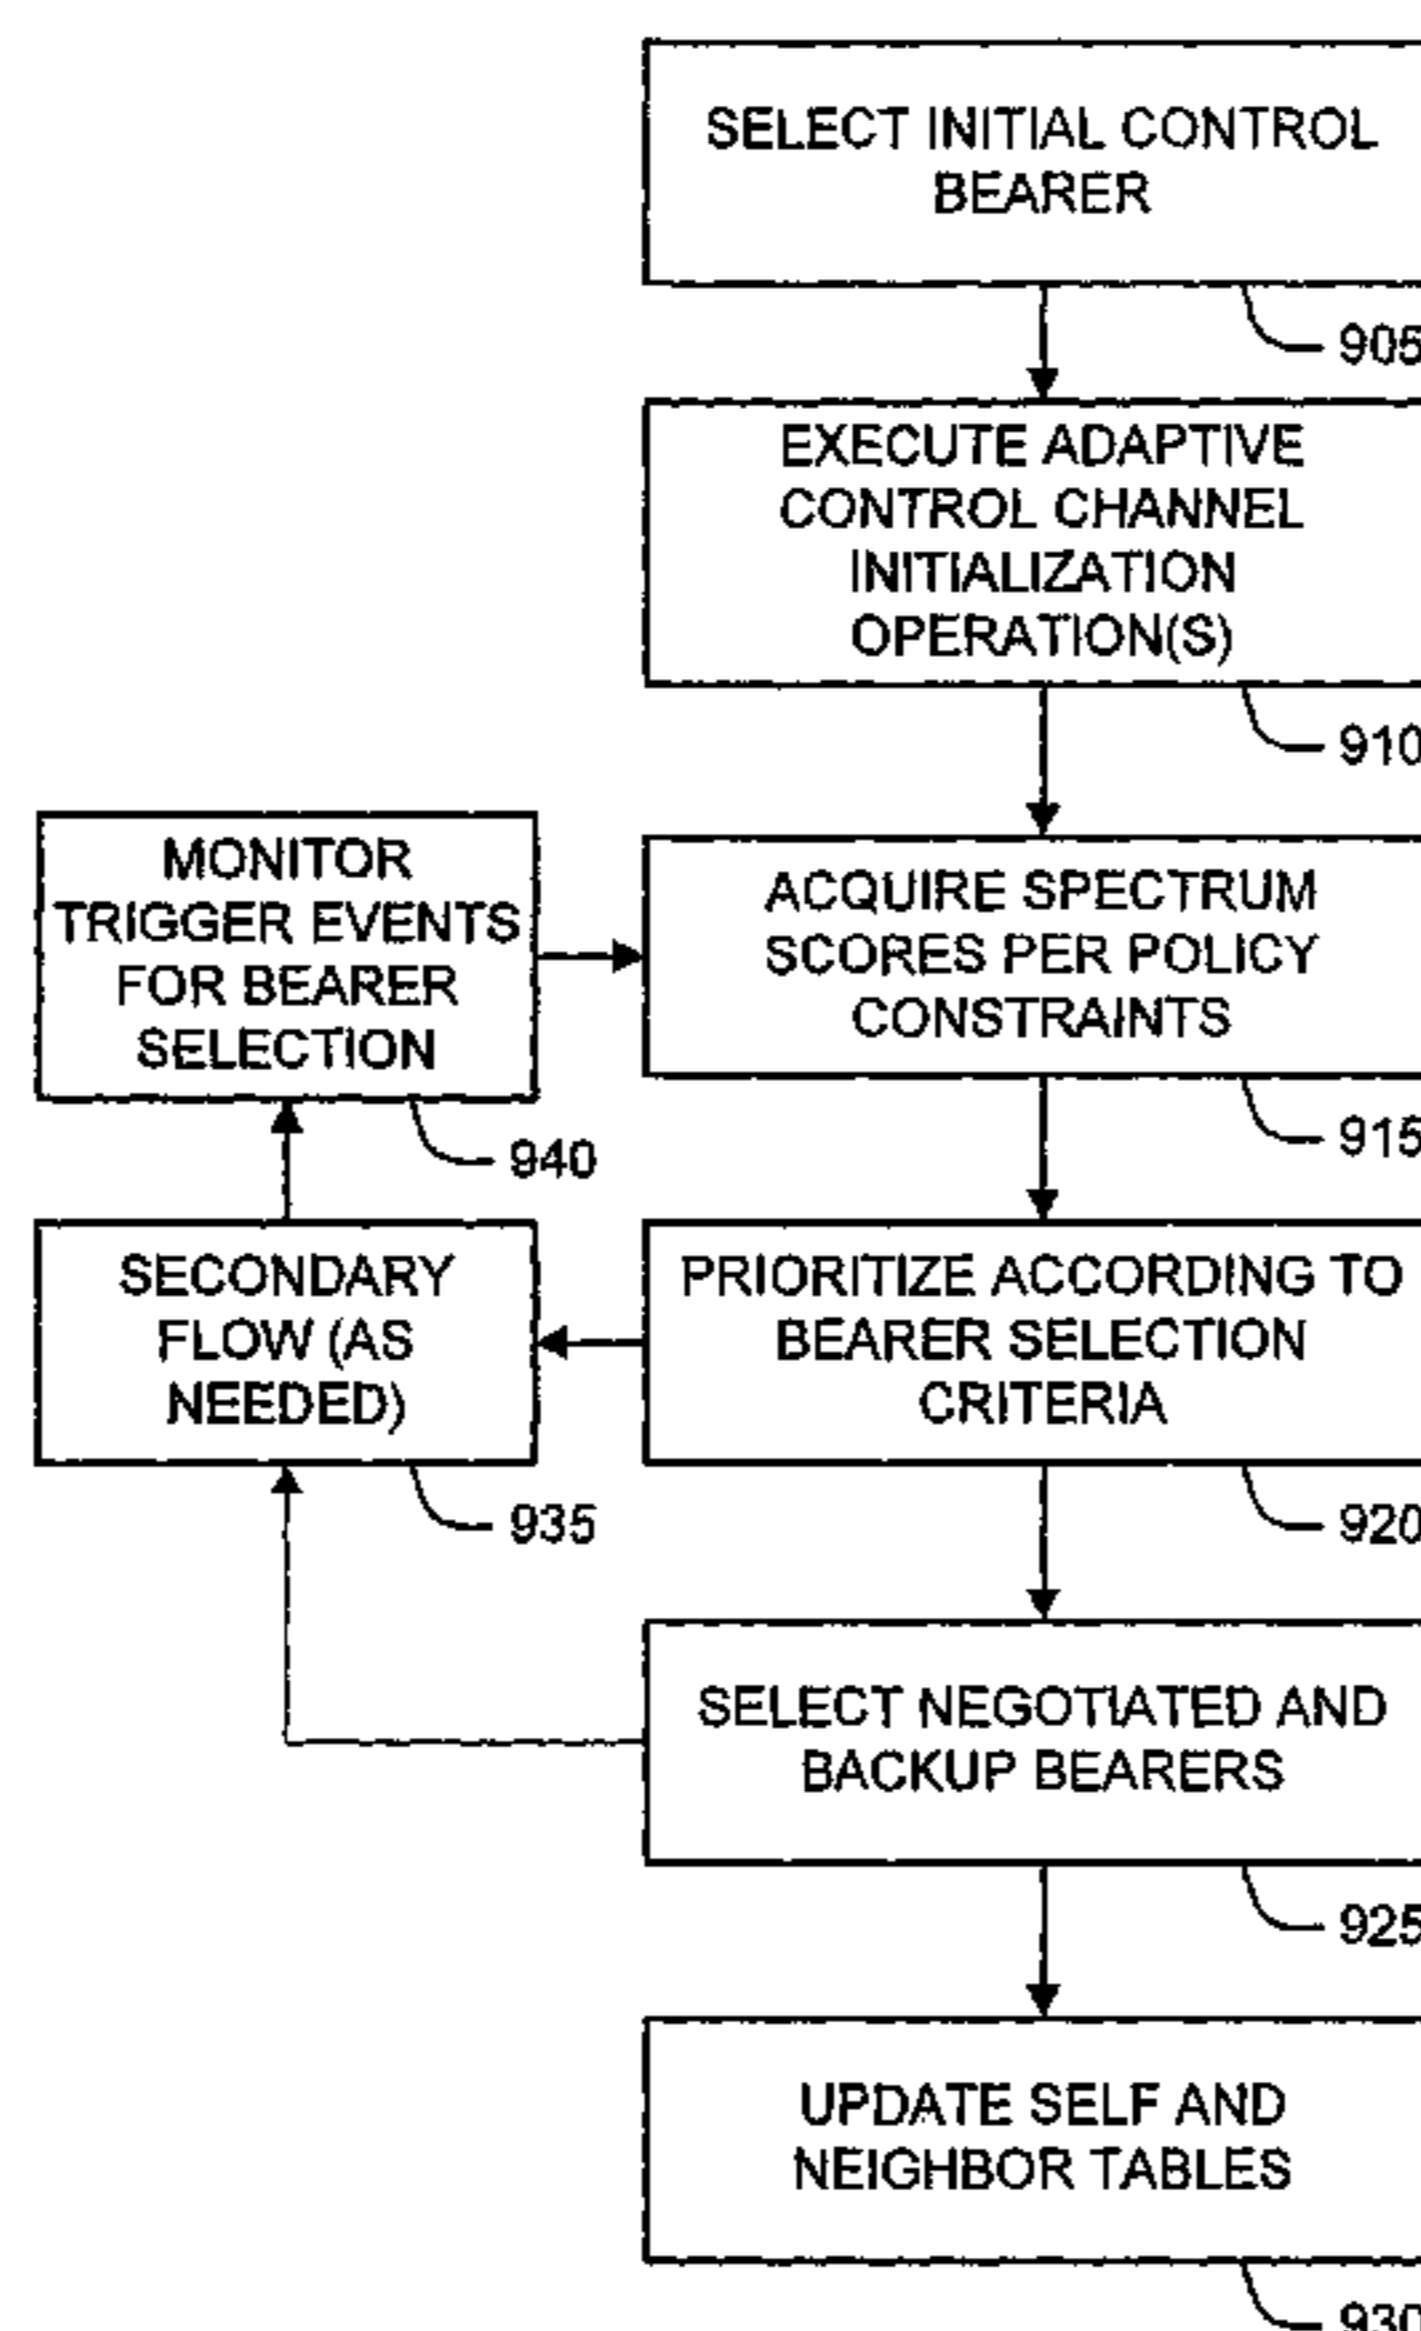 SELECT INITIAL CONTROL
BEARER
905
EXECUTE ADAPTIVE
CONTROL CHANNEL
INITIALIZATION
OPERATION(S)
910
MONITOR
TRIGGER EVENTS
FOR BEARER
SELECTION
940
ACQUIRE SPECTRUM
SCORES PER POLICY
CONSTRAINTS
915
SECONDARY
FLOW (AS
NEEDED)
935
PRIORITIZE ACCORDING TO
BEARER SELECTION
CRITERIA
920
SELECT NEGOTIATED AND
BACKUP BEARERS
925
UPDATE SELF AND
NEIGHBOR TABLES
930